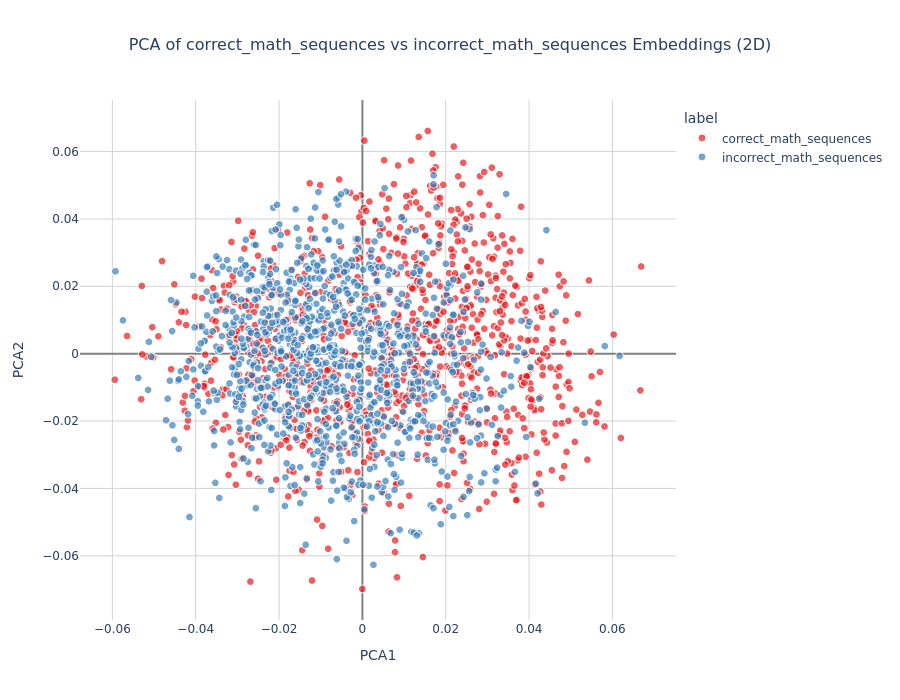 PCA of correct_math_sequences vs incorrect_math_sequences Embeddings (2D)
label
correct_math_sequences
incorrect_math_sequences
PCA2
0.06
0.04
0.02
0
−0.02
−0.04
−0.06
−0.06
−0.04
−0.02
0
0.02
0.04
0.06
PCA1